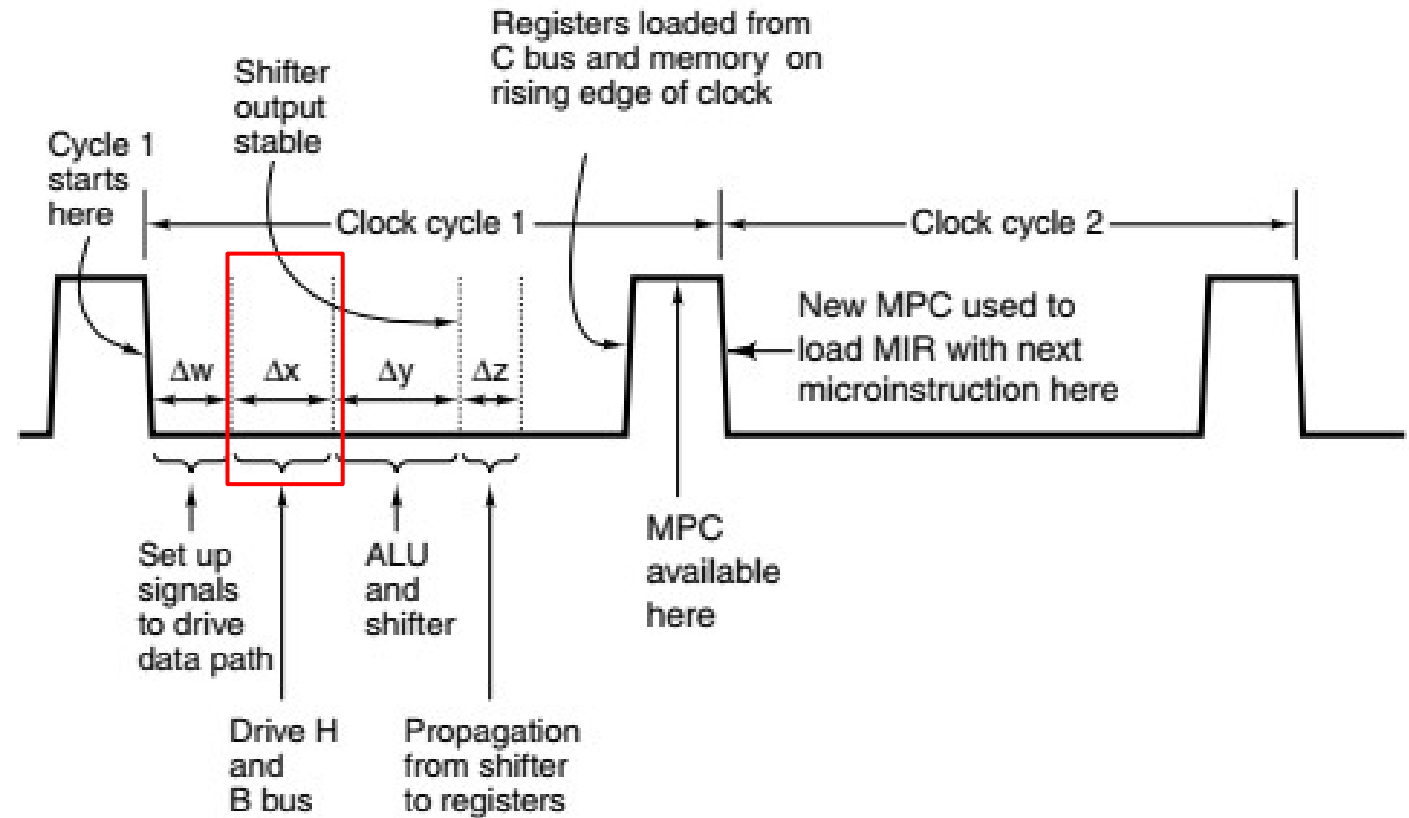 Registers loaded from
C bus and memory on
rising edge of clock
Shifter
output
stable
Cycle 1
starts
here
Clock cycle 1
Clock cycle 2
New MPC used to
load MIR with next
microinstruction here
Δw
Δx
Δy
Δz
Set up
signals
to drive
data path
ALU
and
shifter
MPC
available
here
Drive H
and
B bus
Propagation
from shifter
to registers